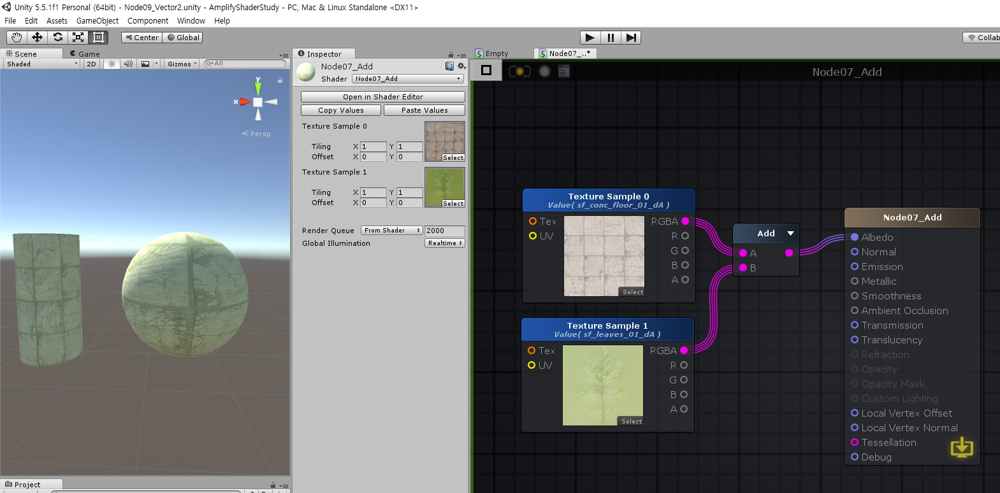 Unity 5.5.1f1 Personal (64bit) - Node09_Vector2.unity - AmplifyShaderStudy - PC, Mac & Linux Standalone <DX11>
File Edit Assets GameObject Component Window Help
Center Global
Collab
Scene Game
Shaded 2D Gizmos All
y
x
Persp
Project
Inspector
Node07_Add
Shader Node07_Add
Open in Shader Editor
Copy Values Paste Values
Texture Sample 0
Tiling X 1 Y 1
Offset X 0 Y 0
Select
Texture Sample 1
Tiling X 1 Y 1
Offset X 0 Y 0
Select
Render Queue From Shader 2000
Global Illumination Realtime
Empty Node07_..*
Node07_Add
Texture Sample 0
Value( sf_conc_floor_01_dA )
Tex RGBA
UV R
G
B
A
Select
Texture Sample 1
Value( sf_leaves_01_dA )
Tex RGBA
UV R
G
B
A
Select
Add
A
B
Node07_Add
Albedo
Normal
Emission
Metallic
Smoothness
Ambient Occlusion
Transmission
Translucency
Refraction
Opacity
Opacity Mask
Custom Lighting
Local Vertex Offset
Local Vertex Normal
Tessellation
Debug